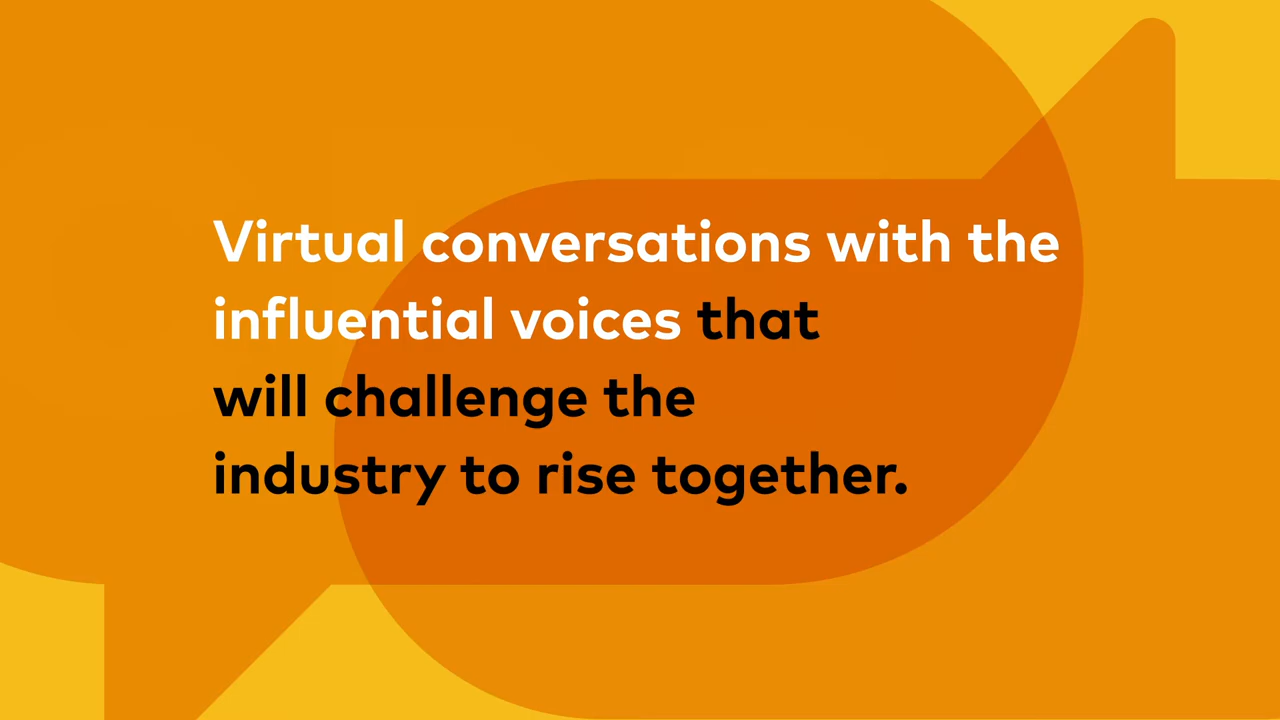 Virtual conversations with the
influential voices that
will challenge the
industry to rise together.